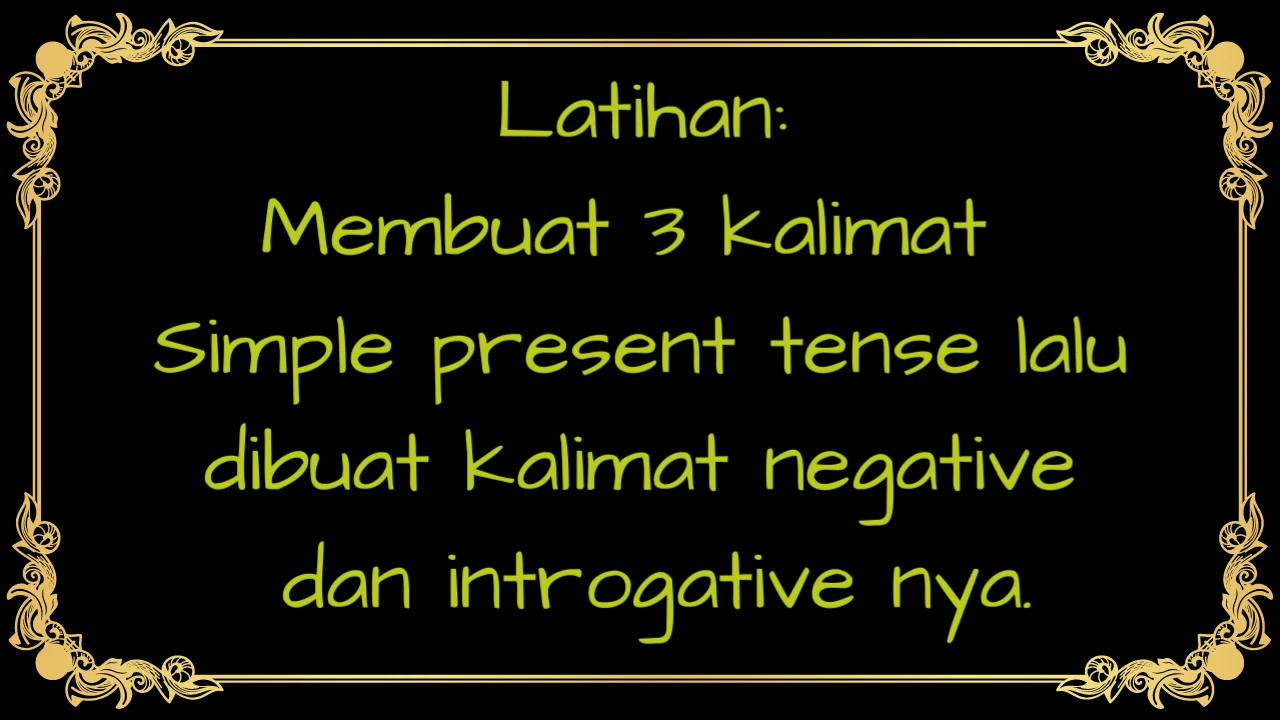 Latihan:
Membuat 3 kalimat
Simple present tense lalu
dibuat kalimat negative
dan introgative nya.